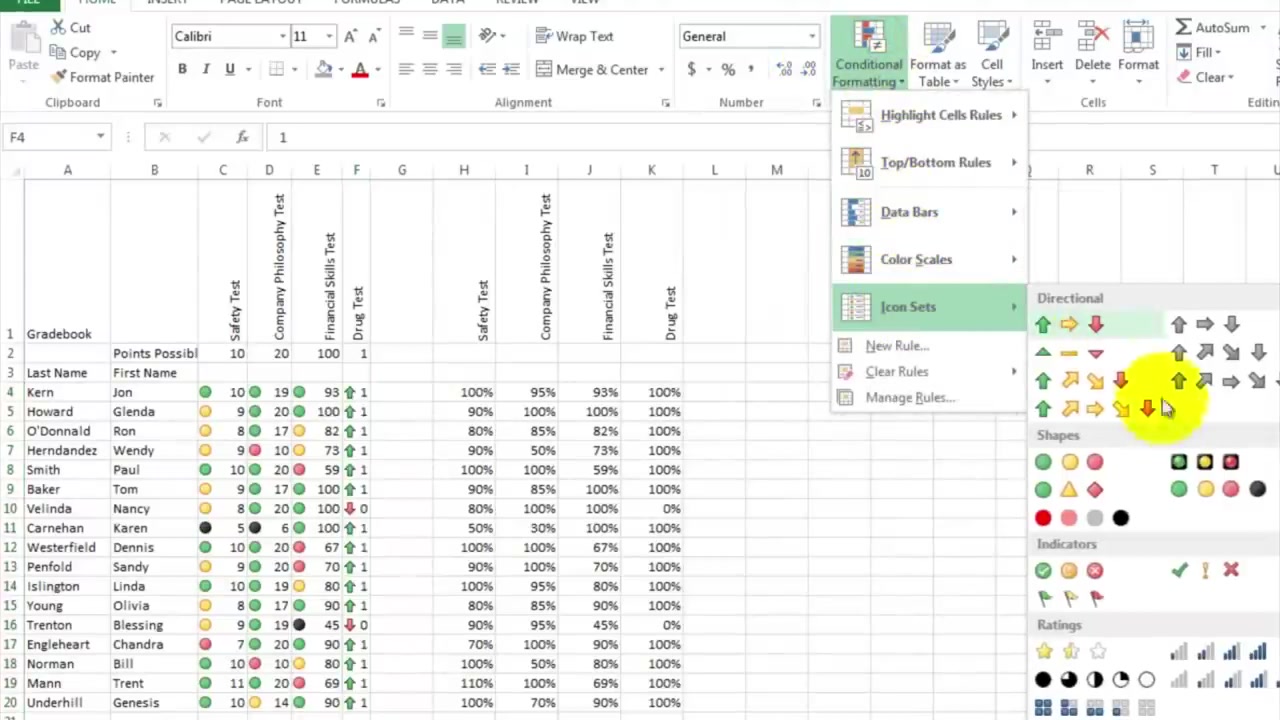 FILE HOME INSERT PAGE LAYOUT FORMULAS DATA REVIEW VIEW
Cut
Copy
Format Painter
Paste
Clipboard
Calibri 11
B I U
Font
Wrap Text
Merge & Center
Alignment
General
$ % ,
Number
Conditional Formatting
Format as Table
Cell Styles
Insert Delete Format
Cells
AutoSum
Fill
Clear
F4 fx 1
Highlight Cells Rules
Top/Bottom Rules
Data Bars
Color Scales
Icon Sets
New Rule...
Clear Rules
Manage Rules...
Directional
Shapes
Indicators
Ratings
A B C D E F G H I J K L M Q R S T U
1 Gradebook Safety Test Company Philosophy Test Financial Skills Test Drug Test Safety Test Company Philosophy Test Financial Skills Test Drug Test
2 Points Possibl 10 20 100 1
3 Last Name First Name
4 Kern Jon 10 19 93 1 100% 95% 93% 100%
5 Howard Glenda 9 20 100 1 90% 100% 100% 100%
6 O'Donnald Ron 8 17 82 1 80% 85% 82% 100%
7 Herndandez Wendy 9 10 73 1 90% 50% 73% 100%
8 Smith Paul 10 20 59 1 100% 100% 59% 100%
9 Baker Tom 9 17 100 1 90% 85% 100% 100%
10 Velinda Nancy 8 20 100 0 80% 100% 100% 0%
11 Carnehan Karen 5 6 100 1 50% 30% 100% 100%
12 Westerfield Dennis 10 20 67 1 100% 100% 67% 100%
13 Penfold Sandy 9 20 70 1 90% 100% 70% 100%
14 Islington Linda 10 19 80 1 100% 95% 80% 100%
15 Young Olivia 8 17 90 1 80% 85% 90% 100%
16 Trenton Blessing 9 19 45 0 90% 95% 45% 0%
17 Engleheart Chandra 7 20 90 1 70% 100% 90% 100%
18 Norman Bill 10 10 80 1 100% 50% 80% 100%
19 Mann Trent 11 20 69 1 110% 100% 69% 100%
20 Underhill Genesis 10 14 90 1 100% 70% 90% 100%